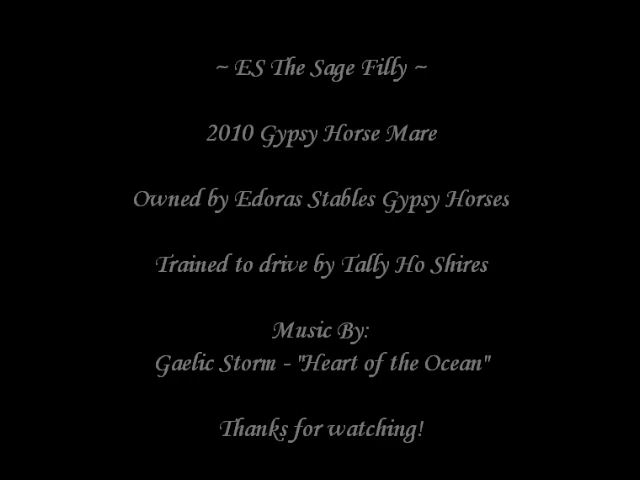 ~ ES The Sage Filly ~
2010 Gypsy Horse Mare
Owned by Edoras Stables Gypsy Horses
Trained to drive by Tally Ho Shires
Music By:
Gaelic Storm - "Heart of the Ocean"
Thanks for watching!